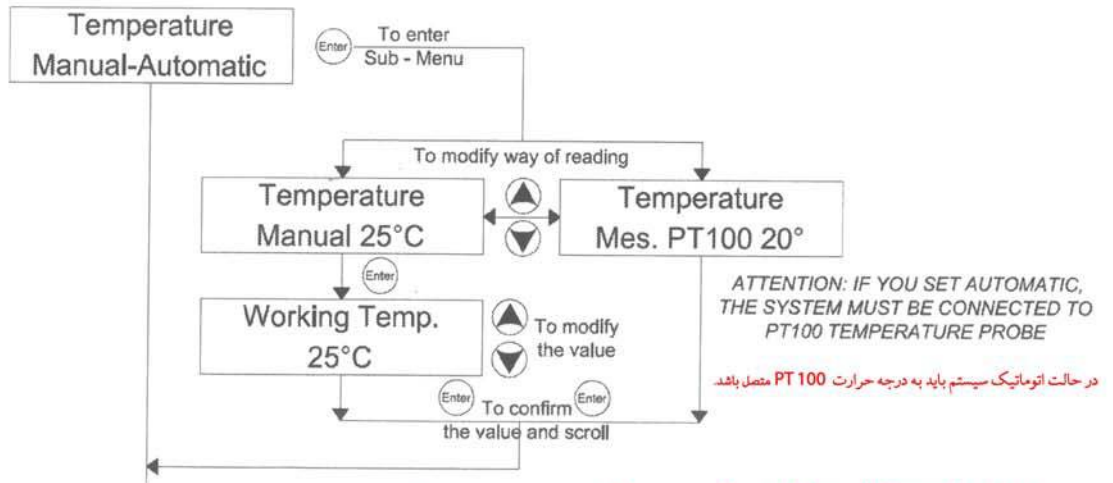 Temperature
Manual-Automatic
Enter
To enter
Sub - Menu
To modify way of reading
Temperature
Manual 25°C
Temperature
Mes. PT100 20°
Enter
ATTENTION: IF YOU SET AUTOMATIC,
THE SYSTEM MUST BE CONNECTED TO
PT100 TEMPERATURE PROBE
Working Temp.
25°C
To modify
the value
در حالت اتوماتیک سیستم باید به درجه حرارت PT 100 متصل باشد.
Enter
To confirm
Enter
the value and scroll